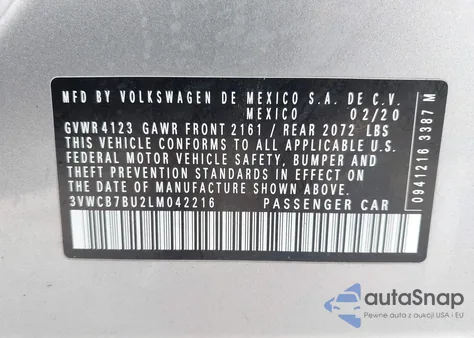 MFD BY VOLKSWAGEN DE MEXICO S.A. DE C.V.
MEXICO 02/20
GVWR 4123 GAWR FRONT 2161 / REAR 2072 LBS
THIS VEHICLE CONFORMS TO ALL APPLICABLE U.S.
FEDERAL MOTOR VEHICLE SAFETY, BUMPER AND
THEFT PREVENTION STANDARDS IN EFFECT ON THE
DATE OF MANUFACTURE SHOWN ABOVE.
3VWCB7BU2LM042216 PASSENGER CAR
0941216 3387 M
autoSnap
Pewne auta z USA i EU